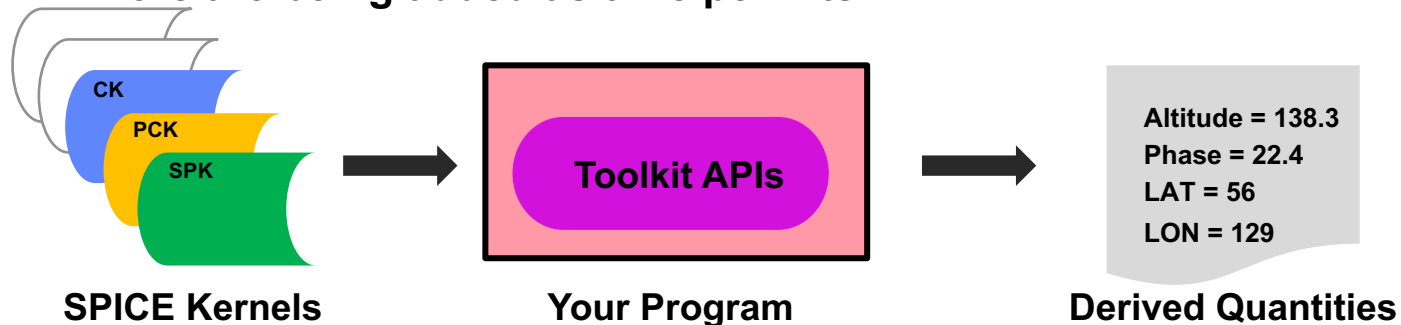 CK
PCK
SPK
Toolkit APIs
Altitude = 138.3
Phase = 22.4
LAT = 56
LON = 129
SPICE Kernels
Your Program
Derived Quantities